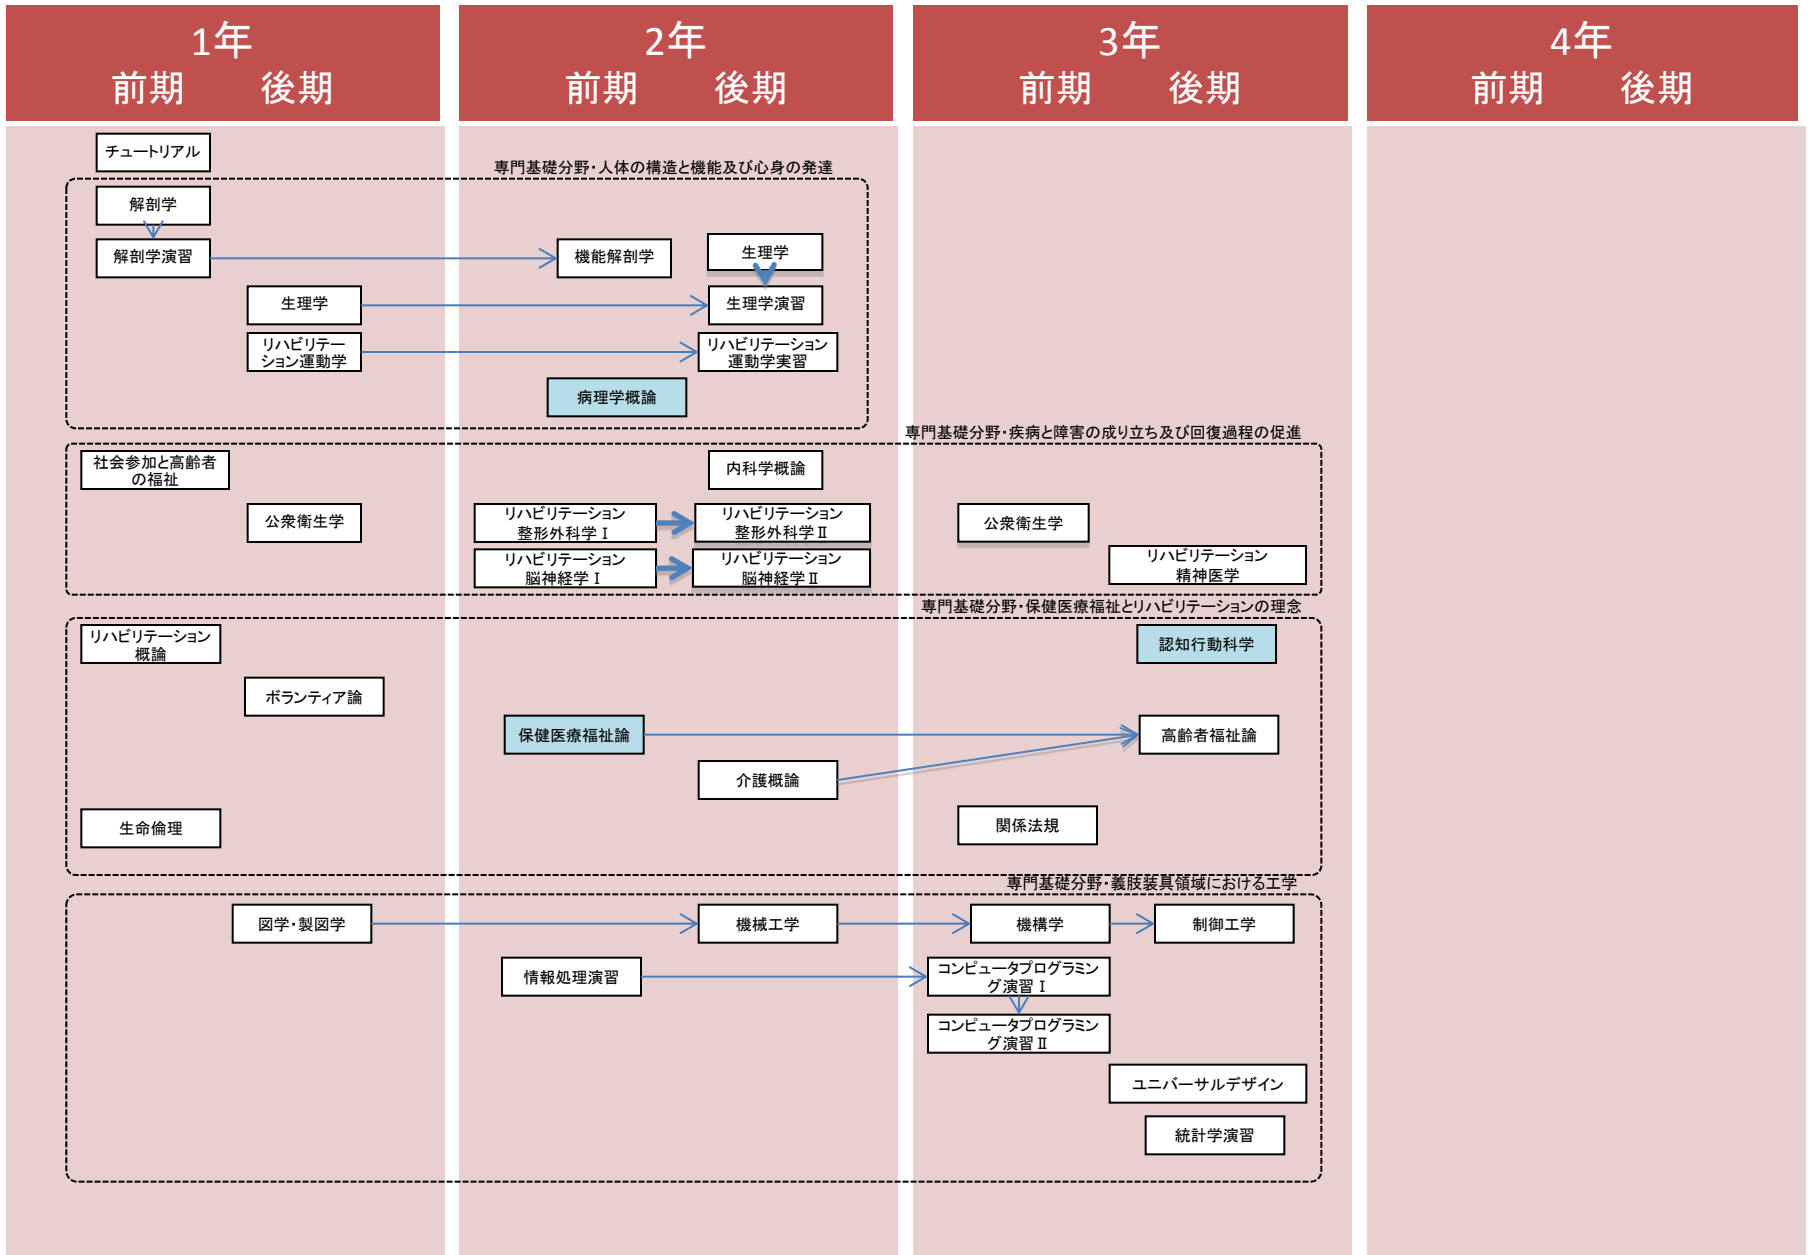 1年
前期 後期
2年
前期 後期
3年
前期 後期
4年
前期 後期
チュートリアル
専門基礎分野・人体の構造と機能及び心身の発達
解剖学
解剖学演習
機能解剖学
生理学
生理学
生理学演習
リハビリテー
ション運動学
リハビリテーション
運動学実習
病理学概論
専門基礎分野・疾病と障害の成り立ち及び回復過程の促進
社会参加と高齢者
の福祉
内科学概論
公衆衛生学
リハビリテーション
整形外科学Ⅰ
リハビリテーション
整形外科学Ⅱ
公衆衛生学
リハビリテーション
脳神経学Ⅰ
リハビリテーション
脳神経学Ⅱ
リハビリテーション
精神医学
専門基礎分野・保健医療福祉とリハビリテーションの理念
リハビリテーション
概論
認知行動科学
ボランティア論
保健医療福祉論
高齢者福祉論
介護概論
生命倫理
関係法規
専門基礎分野・義肢装具領域における工学
図学・製図学
機械工学
機構学
制御工学
情報処理演習
コンピュータプログラミン
グ演習Ⅰ
コンピュータプログラミン
グ演習Ⅱ
ユニバーサルデザイン
統計学演習